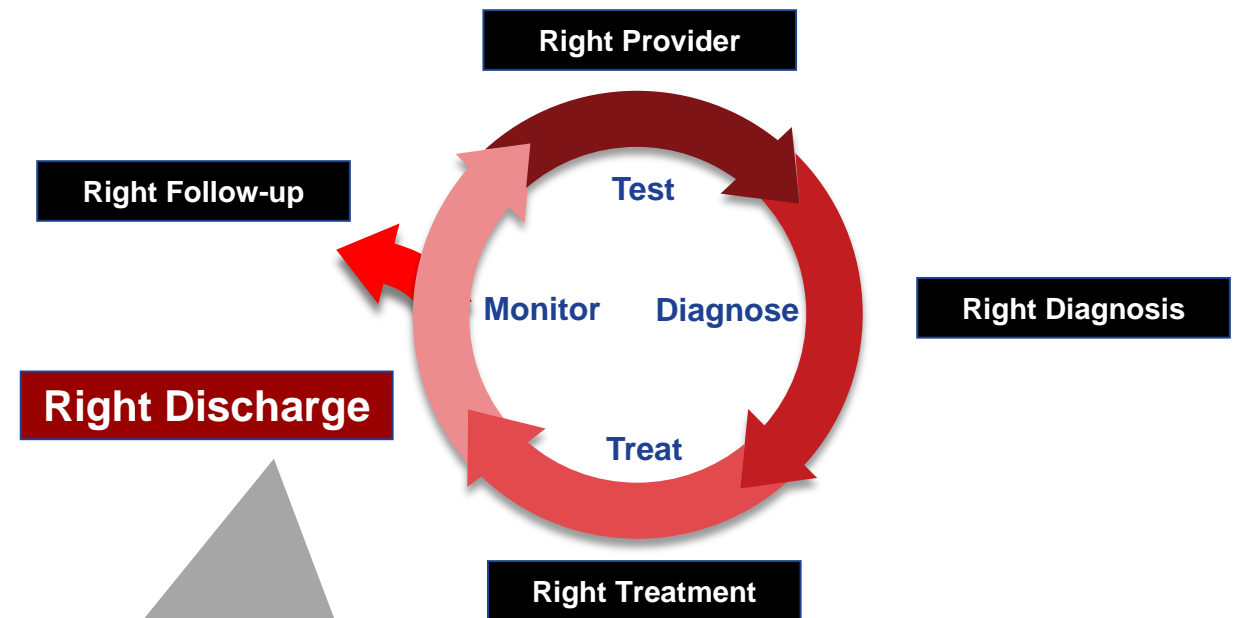 Right Provider
Right Follow-up
Test
Monitor
Diagnose
Right Diagnosis
Right Discharge
Treat
Right Treatment